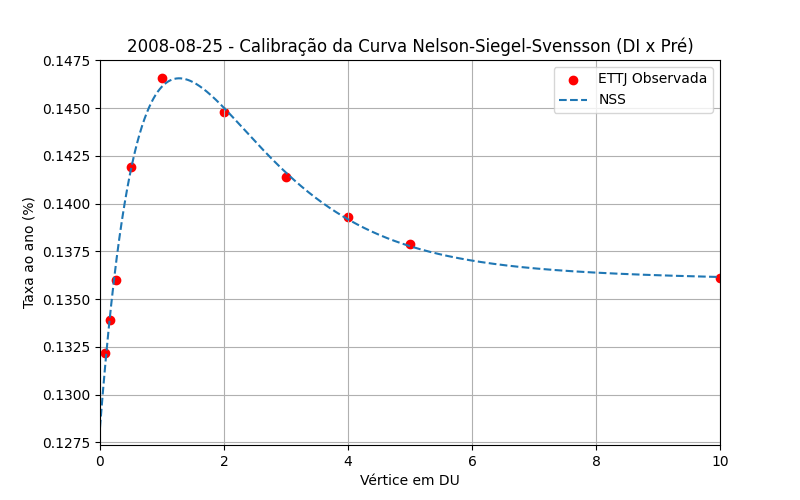 2008-08-25 - Calibração da Curva Nelson-Siegel-Svensson (DI x Pré)
ETTJ Observada
NSS
Taxa ao ano (%)
0.1475
0.1450
0.1425
0.1400
0.1375
0.1350
0.1325
0.1300
0.1275
0 2 4 6 8 10
Vértice em DU